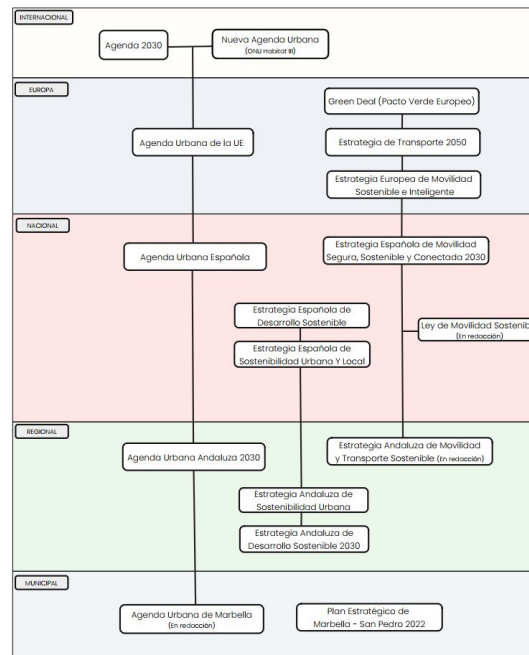 INTERNACIONAL
Agenda 2030
Nueva Agenda Urbana
(ONU Habitat III)
EUROPA
Green Deal (Pacto Verde Europeo)
Agenda Urbana de la UE
Estrategia de Transporte 2050
Estrategia Europea de Movilidad
Sostenible e Inteligente
NACIONAL
Agenda Urbana Española
Estrategia Española de Movilidad
Segura, Sostenible y Conectada 2030
Estrategia Española de
Desarrollo Sostenible
Ley de Movilidad Sostenib
(En redacción)
Estrategia Española de
Sostenibilidad Urbana Y Local
REGIONAL
Agenda Urbana Andaluza 2030
Estrategia Andaluza de Movilidad
y Transporte Sostenible (En redacción)
Estrategia Andaluza de
Sostenibilidad Urbana
Estrategia Andaluza de
Desarrollo Sostenible 2030
MUNICIPAL
Agenda Urbana de Marbella
(En redacción)
Plan Estratégico de
Marbella - San Pedro 2022